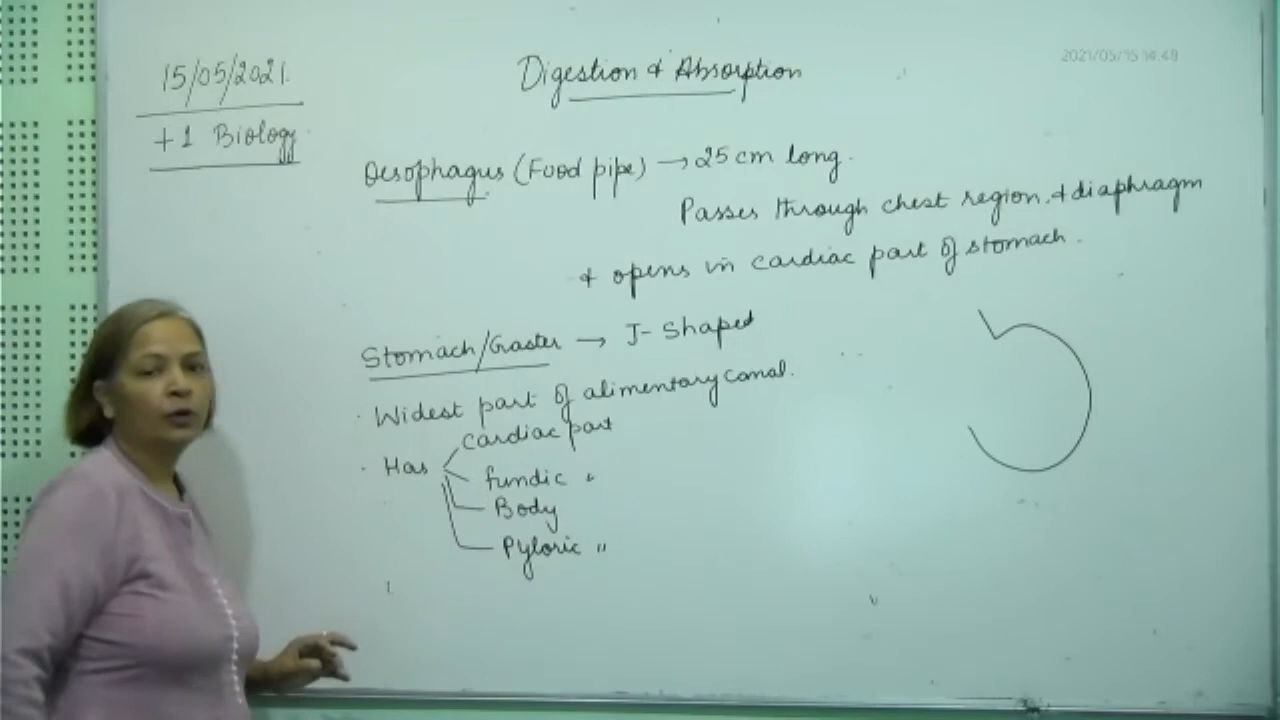 15/05/2021.
+1 Biology
Digestion & Absorption
2021/05/15 14:48
Oesophagus (Food pipe) → 25 cm long.
Passes through chest region & diaphragm
& opens in cardiac part of stomach.
Stomach/Gaster → J-Shaped
· Widest part of alimentary canal.
· Has
cardiac part
fundic "
Body
Pyloric "